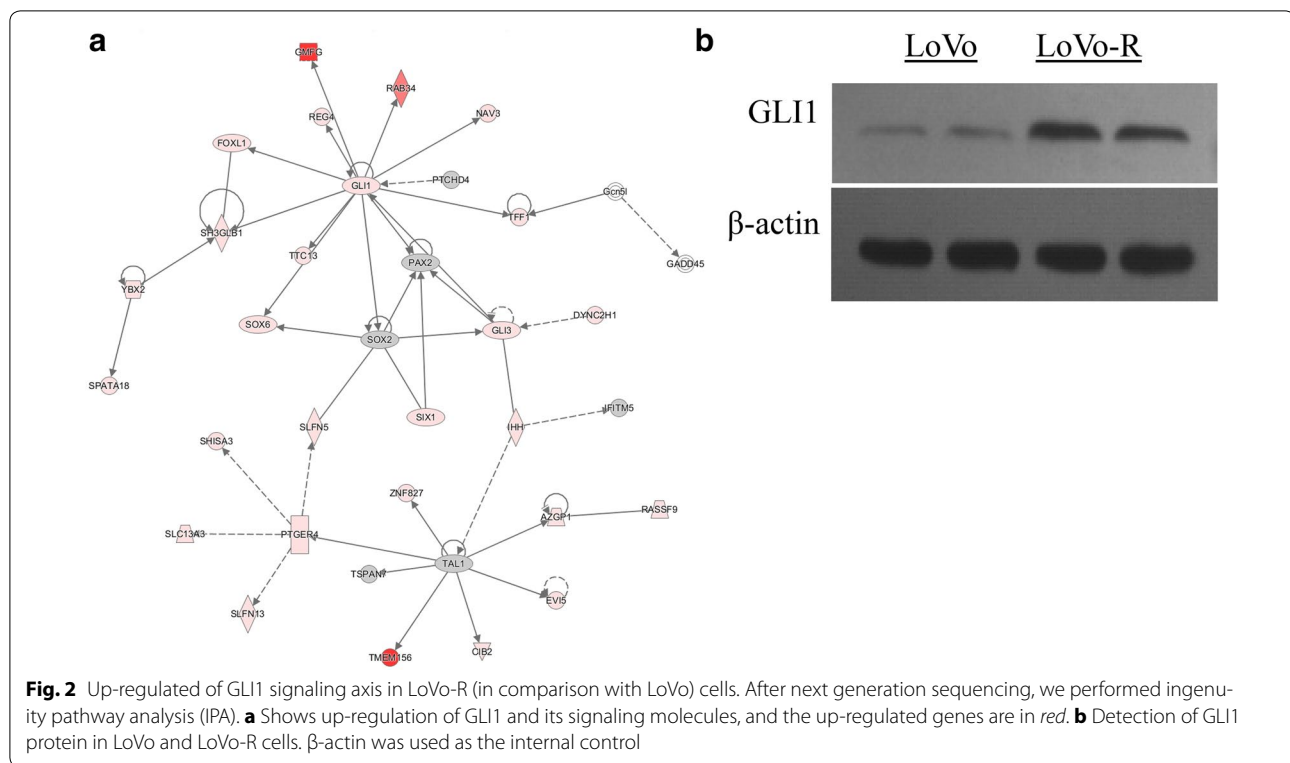 a
GMFG
RAB34
REG4
NAV3
FOXL1
GLI1
PTCHD4
Gcn5l
TFF1
SH3GLB1
TTC13
PAX2
GADD45
YBX2
SOX6
SOX2
GLI3
DYNC2H1
SPATA18
SLFN5
SIX1
IHH
IFITM5
SHISA3
ZNF827
AZGP1
RASSF9
SLC13A3
PTGER4
TSPAN7
TAL1
EVI5
SLFN13
TMEM156
CIB2
b
LoVo LoVo-R
GLI1
β-actin
Fig. 2 Up-regulated of GLI1 signaling axis in LoVo-R (in comparison with LoVo) cells. After next generation sequencing, we performed ingenu-
ity pathway analysis (IPA). a Shows up-regulation of GLI1 and its signaling molecules, and the up-regulated genes are in red. b Detection of GLI1
protein in LoVo and LoVo-R cells. β-actin was used as the internal control